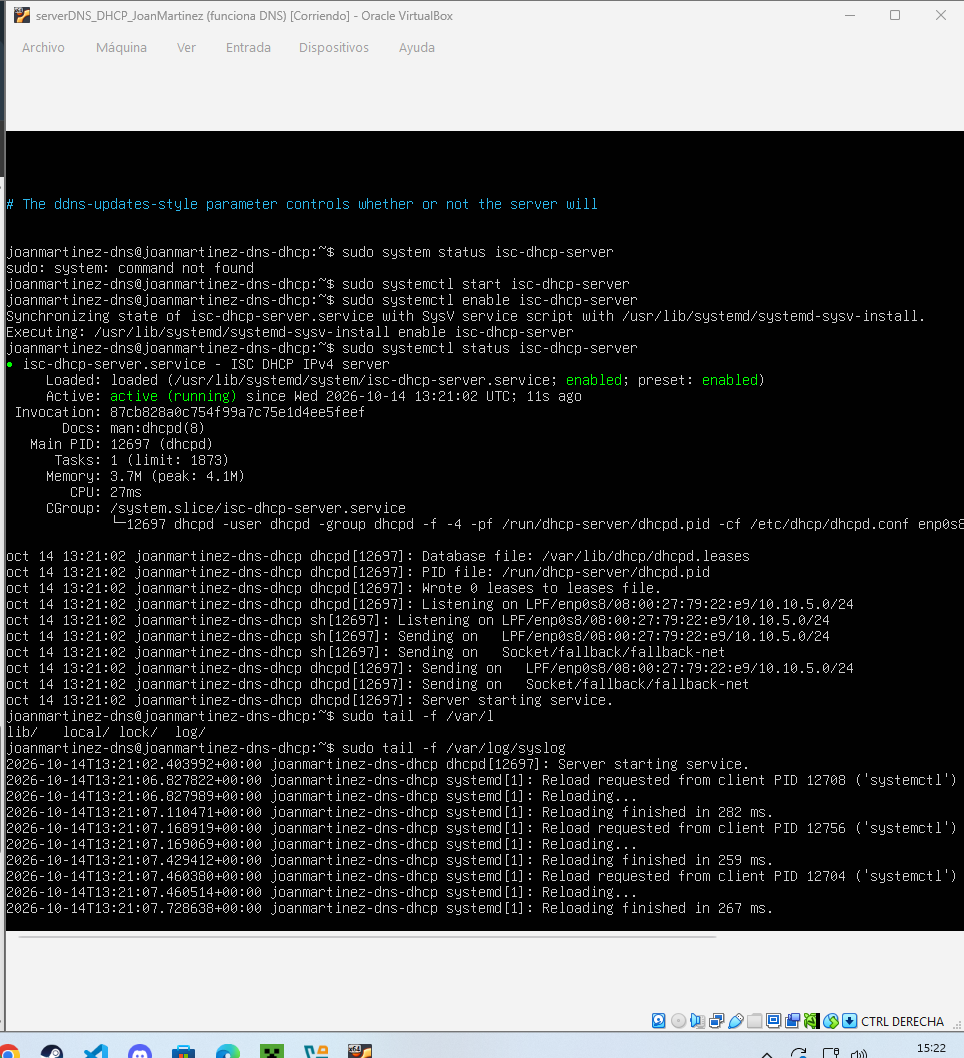 serverDNS_DHCP_JoanMartinez (funciona DNS) [Corriendo] - Oracle VirtualBox
Archivo Máquina Ver Entrada Dispositivos Ayuda
# The ddns-updates-style parameter controls whether or not the server will
joanmartinez-dns@joanmartinez-dns-dhcp:~$ sudo system status isc-dhcp-server
sudo: system: command not found
joanmartinez-dns@joanmartinez-dns-dhcp:~$ sudo systemctl start isc-dhcp-server
joanmartinez-dns@joanmartinez-dns-dhcp:~$ sudo systemctl enable isc-dhcp-server
Synchronizing state of isc-dhcp-server.service with SysV service script with /usr/lib/systemd/systemd-sysv-install.
Executing: /usr/lib/systemd/systemd-sysv-install enable isc-dhcp-server
joanmartinez-dns@joanmartinez-dns-dhcp:~$ sudo systemctl status isc-dhcp-server
● isc-dhcp-server.service - ISC DHCP IPv4 server
     Loaded: loaded (/usr/lib/systemd/system/isc-dhcp-server.service; enabled; preset: enabled)
     Active: active (running) since Wed 2026-10-14 13:21:02 UTC; 11s ago
 Invocation: 87cb828a0c754f99a7c75e1d4ee5feef
       Docs: man:dhcpd(8)
   Main PID: 12697 (dhcpd)
      Tasks: 1 (limit: 1873)
     Memory: 3.7M (peak: 4.1M)
        CPU: 27ms
     CGroup: /system.slice/isc-dhcp-server.service
             └─12697 dhcpd -user dhcpd -group dhcpd -f -4 -pf /run/dhcp-server/dhcpd.pid -cf /etc/dhcp/dhcpd.conf enp0s8
oct 14 13:21:02 joanmartinez-dns-dhcp dhcpd[12697]: Database file: /var/lib/dhcp/dhcpd.leases
oct 14 13:21:02 joanmartinez-dns-dhcp dhcpd[12697]: PID file: /run/dhcp-server/dhcpd.pid
oct 14 13:21:02 joanmartinez-dns-dhcp dhcpd[12697]: Wrote 0 leases to leases file.
oct 14 13:21:02 joanmartinez-dns-dhcp dhcpd[12697]: Listening on LPF/enp0s8/08:00:27:79:22:e9/10.10.5.0/24
oct 14 13:21:02 joanmartinez-dns-dhcp sh[12697]: Listening on LPF/enp0s8/08:00:27:79:22:e9/10.10.5.0/24
oct 14 13:21:02 joanmartinez-dns-dhcp sh[12697]: Sending on   LPF/enp0s8/08:00:27:79:22:e9/10.10.5.0/24
oct 14 13:21:02 joanmartinez-dns-dhcp sh[12697]: Sending on   Socket/fallback/fallback-net
oct 14 13:21:02 joanmartinez-dns-dhcp dhcpd[12697]: Sending on   LPF/enp0s8/08:00:27:79:22:e9/10.10.5.0/24
oct 14 13:21:02 joanmartinez-dns-dhcp dhcpd[12697]: Sending on   Socket/fallback/fallback-net
oct 14 13:21:02 joanmartinez-dns-dhcp dhcpd[12697]: Server starting service.
joanmartinez-dns@joanmartinez-dns-dhcp:~$ sudo tail -f /var/l
lib/   local/ lock/  log/
joanmartinez-dns@joanmartinez-dns-dhcp:~$ sudo tail -f /var/log/syslog
2026-10-14T13:21:02.403992+00:00 joanmartinez-dns-dhcp dhcpd[12697]: Server starting service.
2026-10-14T13:21:06.827822+00:00 joanmartinez-dns-dhcp systemd[1]: Reload requested from client PID 12708 ('systemctl')
2026-10-14T13:21:06.827989+00:00 joanmartinez-dns-dhcp systemd[1]: Reloading...
2026-10-14T13:21:07.110471+00:00 joanmartinez-dns-dhcp systemd[1]: Reloading finished in 282 ms.
2026-10-14T13:21:07.168919+00:00 joanmartinez-dns-dhcp systemd[1]: Reload requested from client PID 12756 ('systemctl')
2026-10-14T13:21:07.169069+00:00 joanmartinez-dns-dhcp systemd[1]: Reloading...
2026-10-14T13:21:07.429412+00:00 joanmartinez-dns-dhcp systemd[1]: Reloading finished in 259 ms.
2026-10-14T13:21:07.460380+00:00 joanmartinez-dns-dhcp systemd[1]: Reload requested from client PID 12704 ('systemctl')
2026-10-14T13:21:07.460514+00:00 joanmartinez-dns-dhcp systemd[1]: Reloading...
2026-10-14T13:21:07.728638+00:00 joanmartinez-dns-dhcp systemd[1]: Reloading finished in 267 ms.
CTRL DERECHA
15:22